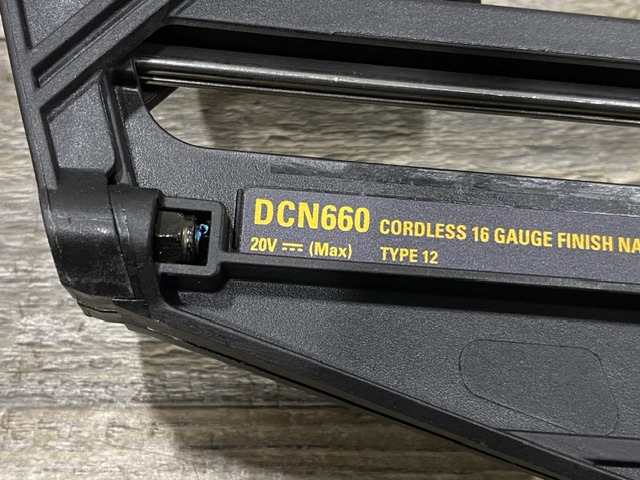 DCN660 CORDLESS 16 GAUGE FINISH NA
20V ⎓ (Max) TYPE 12